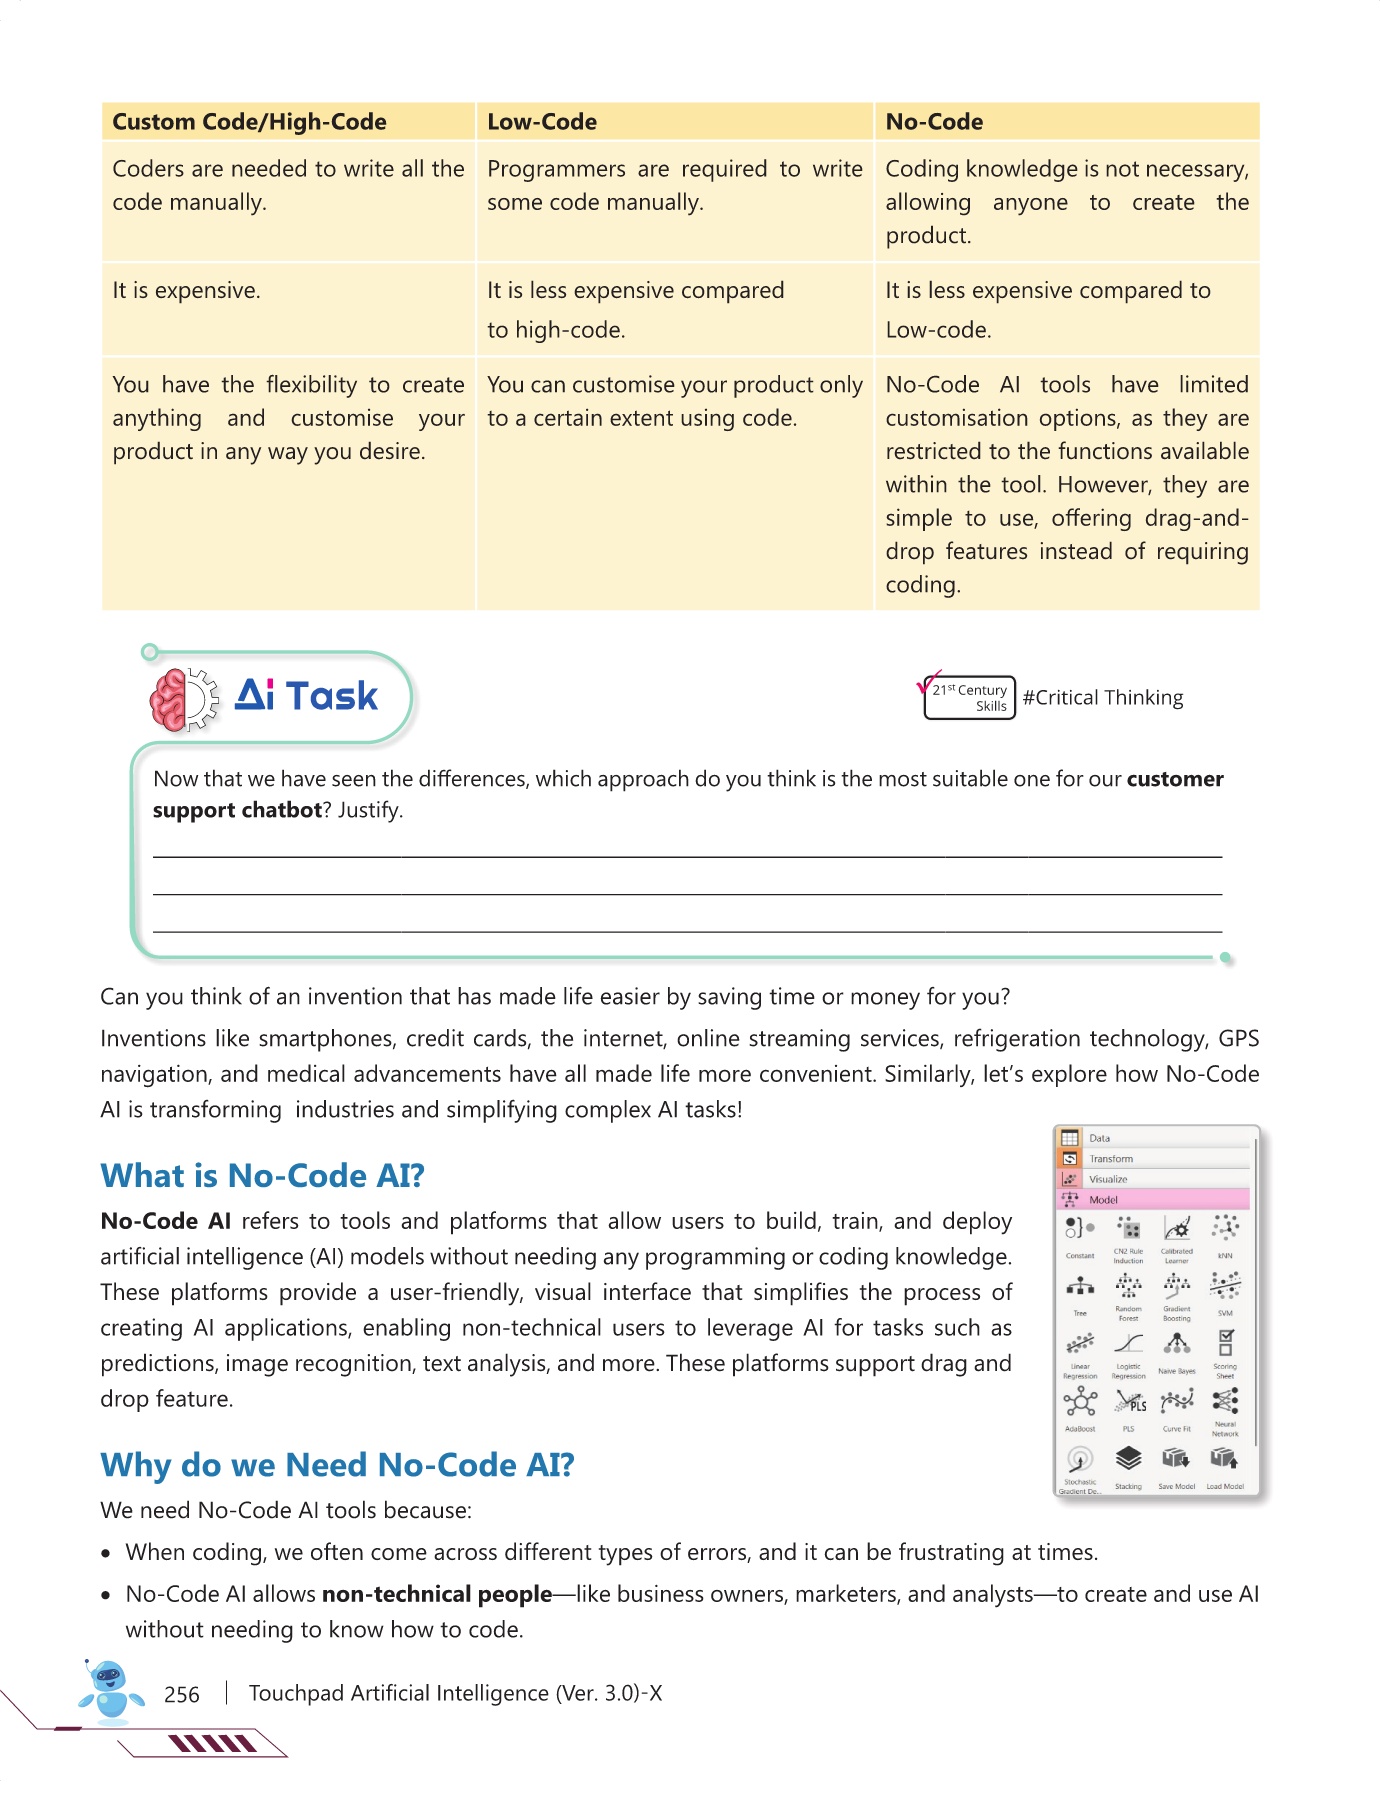 Custom Code/High-Code
Low-Code
No-Code
Coders are needed to write all the
code manually.
Programmers are required to write
some code manually.
Coding knowledge is not necessary,
allowing anyone to create the
product.
It is expensive.
It is less expensive compared
to high-code.
It is less expensive compared to
Low-code.
You have the flexibility to create
anything and customise your
product in any way you desire.
You can customise your product only
to a certain extent using code.
No-Code AI tools have limited
customisation options, as they are
restricted to the functions available
within the tool. However, they are
simple to use, offering drag-and-
drop features instead of requiring
coding.
Ai Task
21st Century
Skills
#Critical Thinking
Now that we have seen the differences, which approach do you think is the most suitable one for our customer
support chatbot? Justify.
Can you think of an invention that has made life easier by saving time or money for you?
Inventions like smartphones, credit cards, the internet, online streaming services, refrigeration technology, GPS
navigation, and medical advancements have all made life more convenient. Similarly, let's explore how No-Code
AI is transforming industries and simplifying complex AI tasks!
What is No-Code AI?
No-Code AI refers to tools and platforms that allow users to build, train, and deploy
artificial intelligence (AI) models without needing any programming or coding knowledge.
These platforms provide a user-friendly, visual interface that simplifies the process of
creating AI applications, enabling non-technical users to leverage AI for tasks such as
predictions, image recognition, text analysis, and more. These platforms support drag and
drop feature.
Data
Transform
Visualize
Model
Constant
CN2 Rule
Induction
Calibrated
Learner
kNN
Tree
Random
Forest
Gradient
Boosting
SVM
Linear
Regression
Logistic
Regression
Naive Bayes
Scoring
Sheet
PLS
AdaBoost
PLS
Curve Fit
Neural
Network
Stochastic
Gradient De...
Stacking
Save Model
Load Model
Why do we Need No-Code AI?
We need No-Code AI tools because:
• When coding, we often come across different types of errors, and it can be frustrating at times.
• No-Code AI allows non-technical people—like business owners, marketers, and analysts—to create and use AI
without needing to know how to code.
256
Touchpad Artificial Intelligence (Ver. 3.0)-X